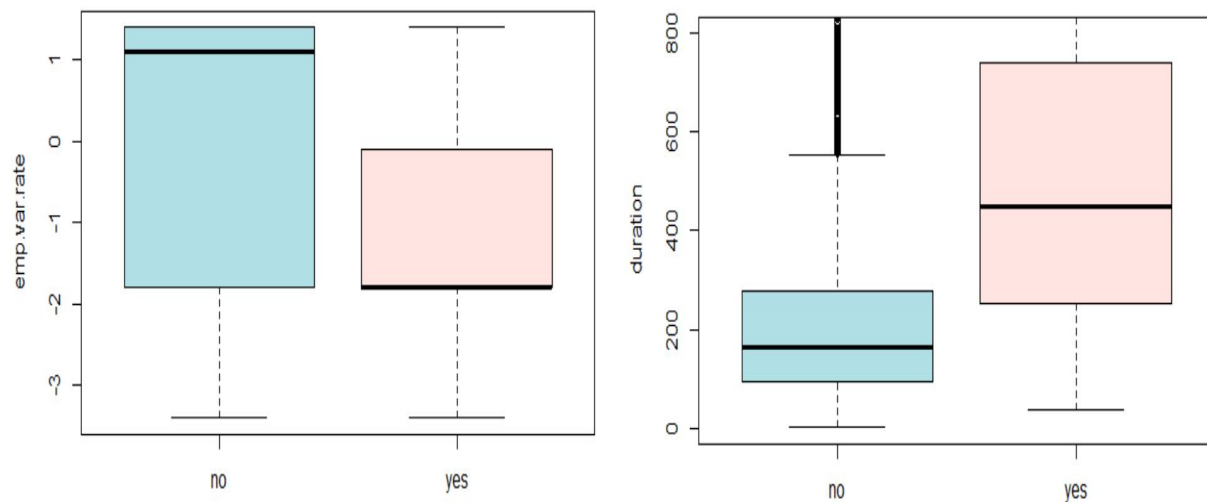 emp.var.rate
1
0
-1
-2
-3
no yes
duration
800
600
400
200
0
no yes